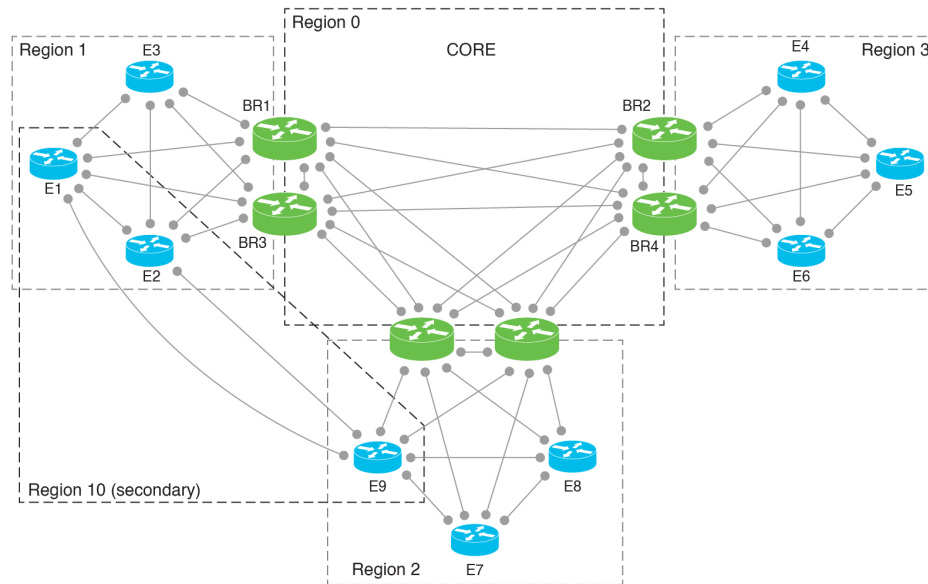 Region 0
CORE
Region 1
E3
E4
Region 3
BR1
BR2
E1
E5
BR3
BR4
E2
E6
Region 10 (secondary)
E9
E8
E7
Region 2